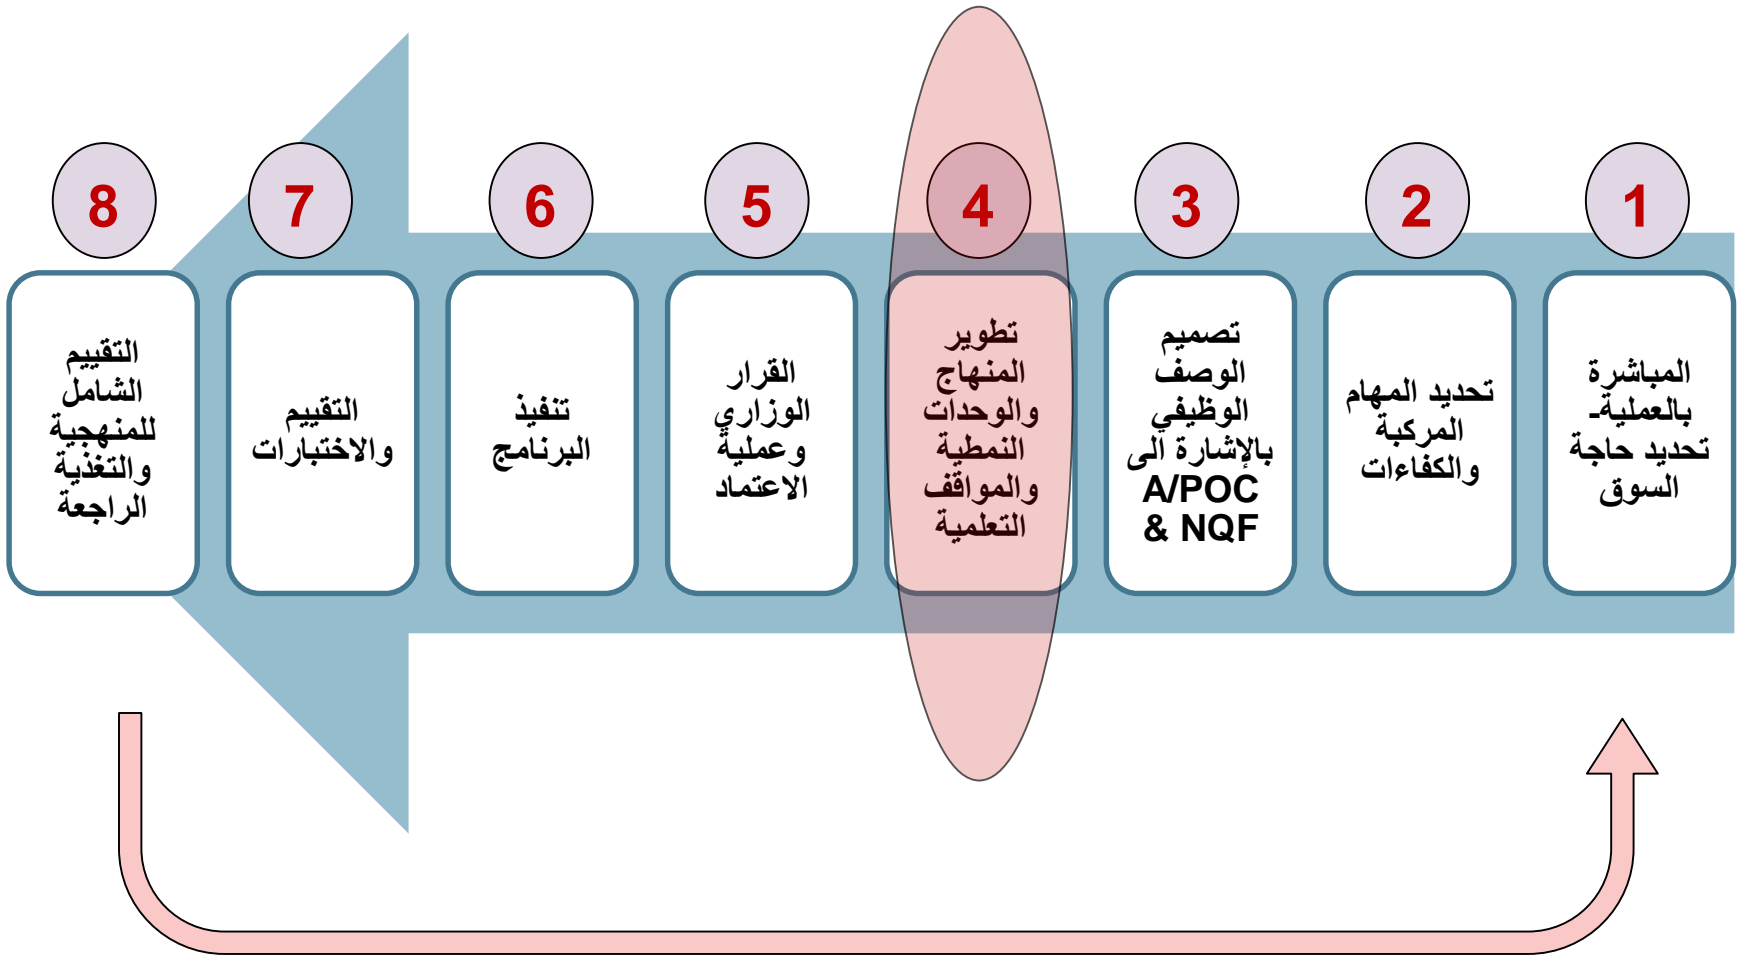 1
المباشرة
بالعملية-
تحديد حاجة
السوق
2
تحديد المهام
المركبة
والكفاءات
3
تصميم
الوصف
الوظيفي
بالإشارة الى
A/POC
& NQF
4
تطوير
المنهاج
والوحدات
النمطية
والمواقف
التعلمية
5
القرار
الوزاري
وعملية
الاعتماد
6
تنفيذ
البرنامج
7
التقييم
والاختبارات
8
التقييم
الشامل
للمنهجية
والتغذية
الراجعة